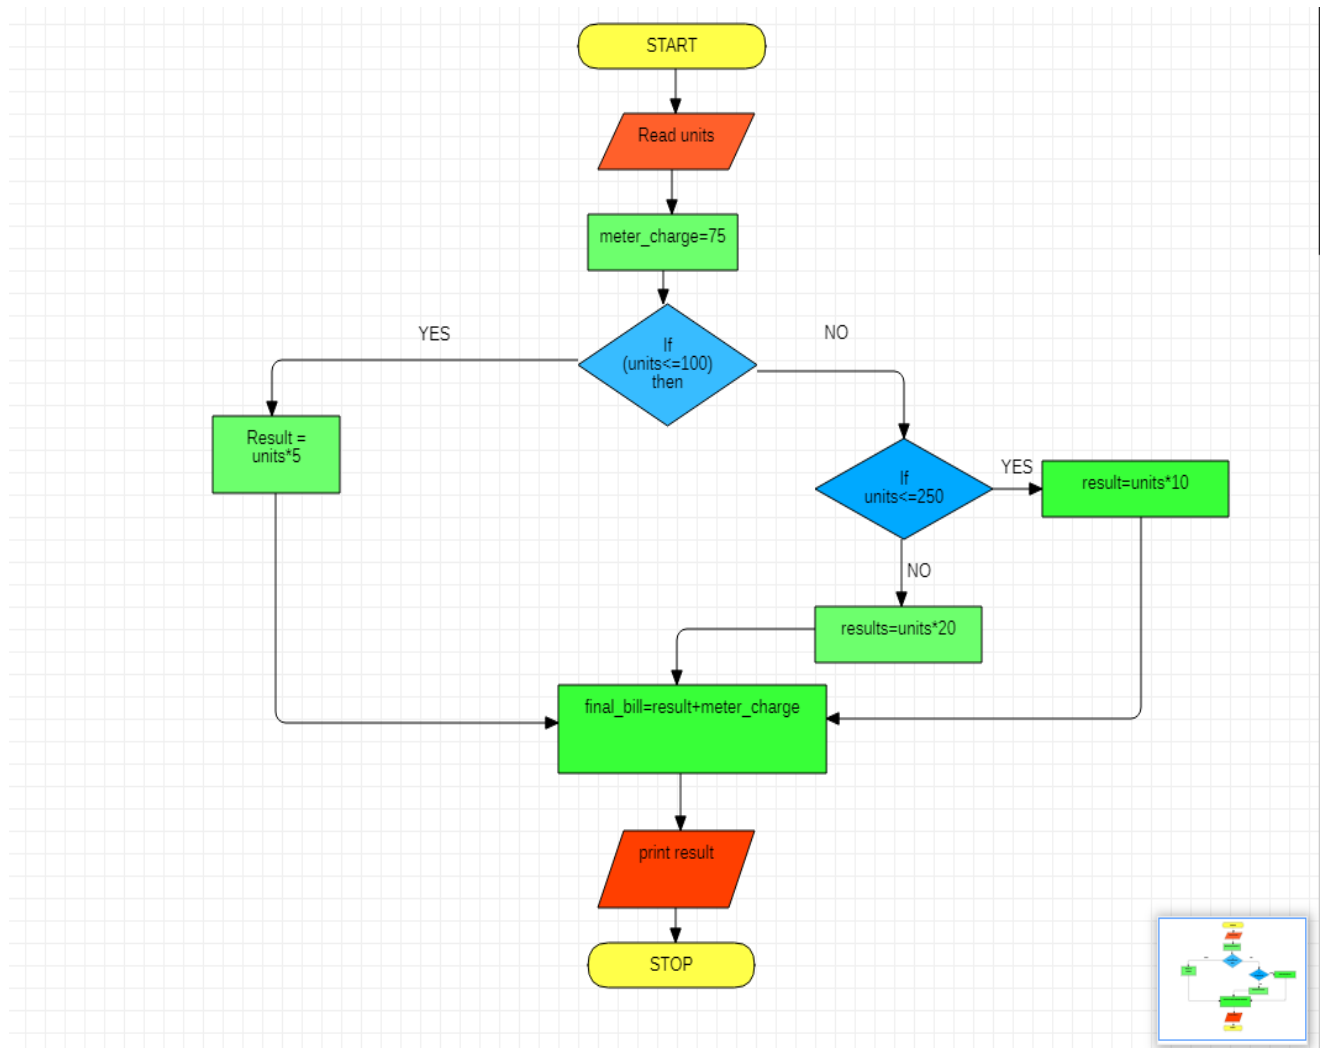 START
Read units
meter_charge=75
If
(units<=100)
then
YES
NO
Result =
units*5
If
units<=250
YES
result=units*10
NO
results=units*20
final_bill=result+meter_charge
print result
STOP